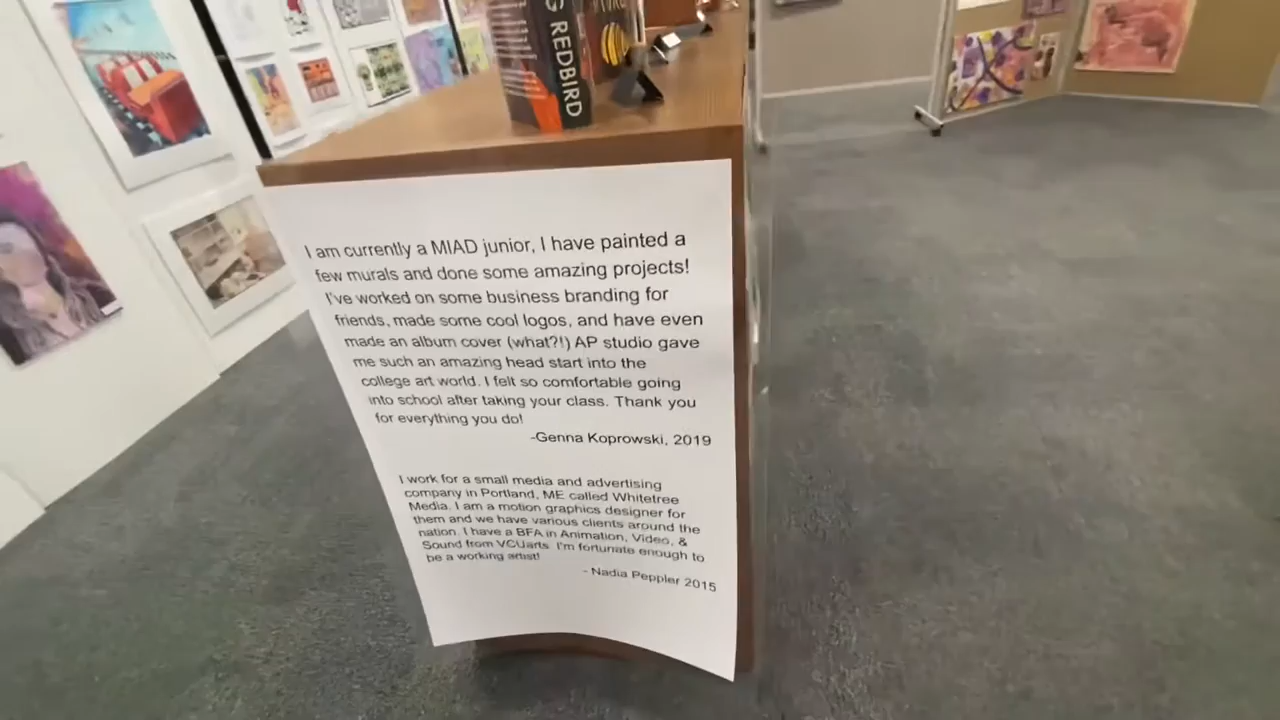 G REDBIRD
I am currently a MIAD junior, I have painted a
few murals and done some amazing projects!
I've worked on some business branding for
friends, made some cool logos, and have even
made an album cover (what?!) AP studio gave
me such an amazing head start into the
college art world. I felt so comfortable going
into school after taking your class. Thank you
for everything you do!
-Genna Koprowski, 2019
I work for a small media and advertising
company in Portland, ME called Whitetree
Media. I am a motion graphics designer for
them and we have various clients around the
nation. I have a BFA in Animation, Video, &
Sound from VCUarts. I'm fortunate enough to
be a working artist!
- Nadia Peppler 2015